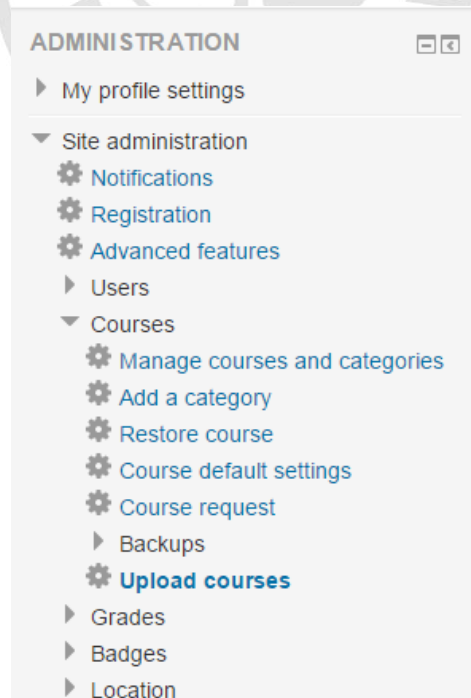 ADMINISTRATION
My profile settings
Site administration
Notifications
Registration
Advanced features
Users
Courses
Manage courses and categories
Add a category
Restore course
Course default settings
Course request
Backups
Upload courses
Grades
Badges
Location